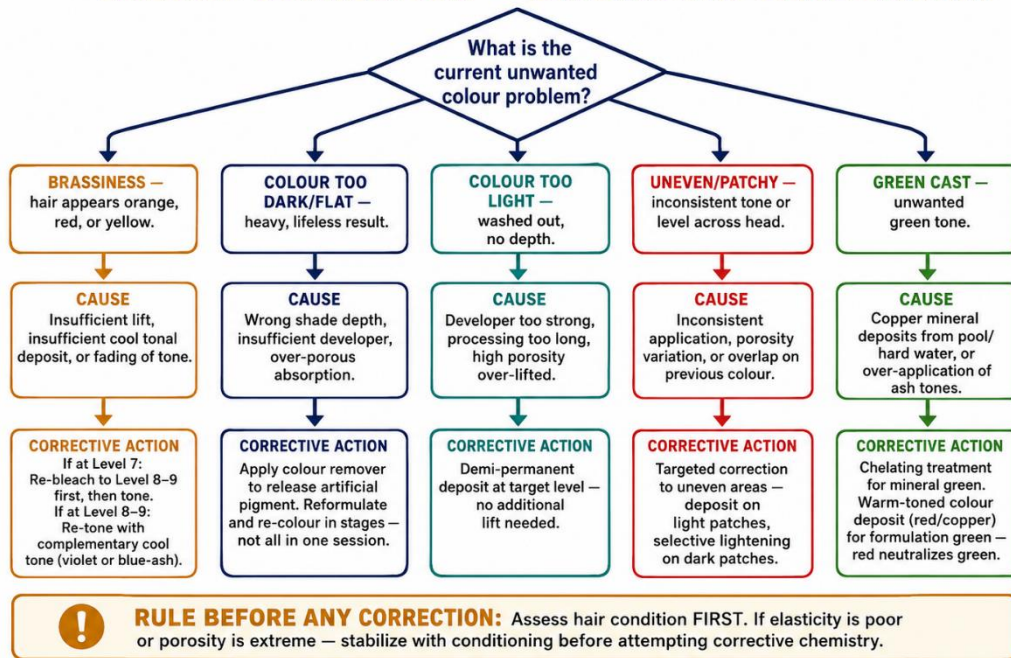 What is the
current unwanted
colour problem?
BRASSINESS —
hair appears orange,
red, or yellow.
CAUSE
Insufficient lift,
insufficient cool tonal
deposit, or fading of tone.
CORRECTIVE ACTION
If at Level 7:
Re-bleach to Level 8–9
first, then tone.
If at Level 8–9:
Re-tone with
complementary cool
tone (violet or blue-ash).
COLOUR TOO
DARK/FLAT —
heavy, lifeless result.
CAUSE
Wrong shade depth,
insufficient developer,
over-porous
absorption.
CORRECTIVE ACTION
Apply colour remover
to release artificial
pigment. Reformulate
and re-colour in stages —
not all in one session.
COLOUR TOO
LIGHT —
washed out,
no depth.
CAUSE
Developer too strong,
processing too long,
high porosity
over-lifted.
CORRECTIVE ACTION
Demi-permanent
deposit at target level —
no additional
lift needed.
UNEVEN/PATCHY —
inconsistent tone or
level across head.
CAUSE
Inconsistent
application, porosity
variation, or overlap on
previous colour.
CORRECTIVE ACTION
Targeted correction
to uneven areas —
deposit on
light patches,
selective lightening
on dark patches.
GREEN CAST —
unwanted
green tone.
CAUSE
Copper mineral
deposits from pool/
hard water, or
over-application of
ash tones.
CORRECTIVE ACTION
Chelating treatment
for mineral green.
Warm-toned colour
deposit (red/copper)
for formulation green —
red neutralizes green.
RULE BEFORE ANY CORRECTION: Assess hair condition FIRST. If elasticity is poor
or porosity is extreme — stabilize with conditioning before attempting corrective chemistry.